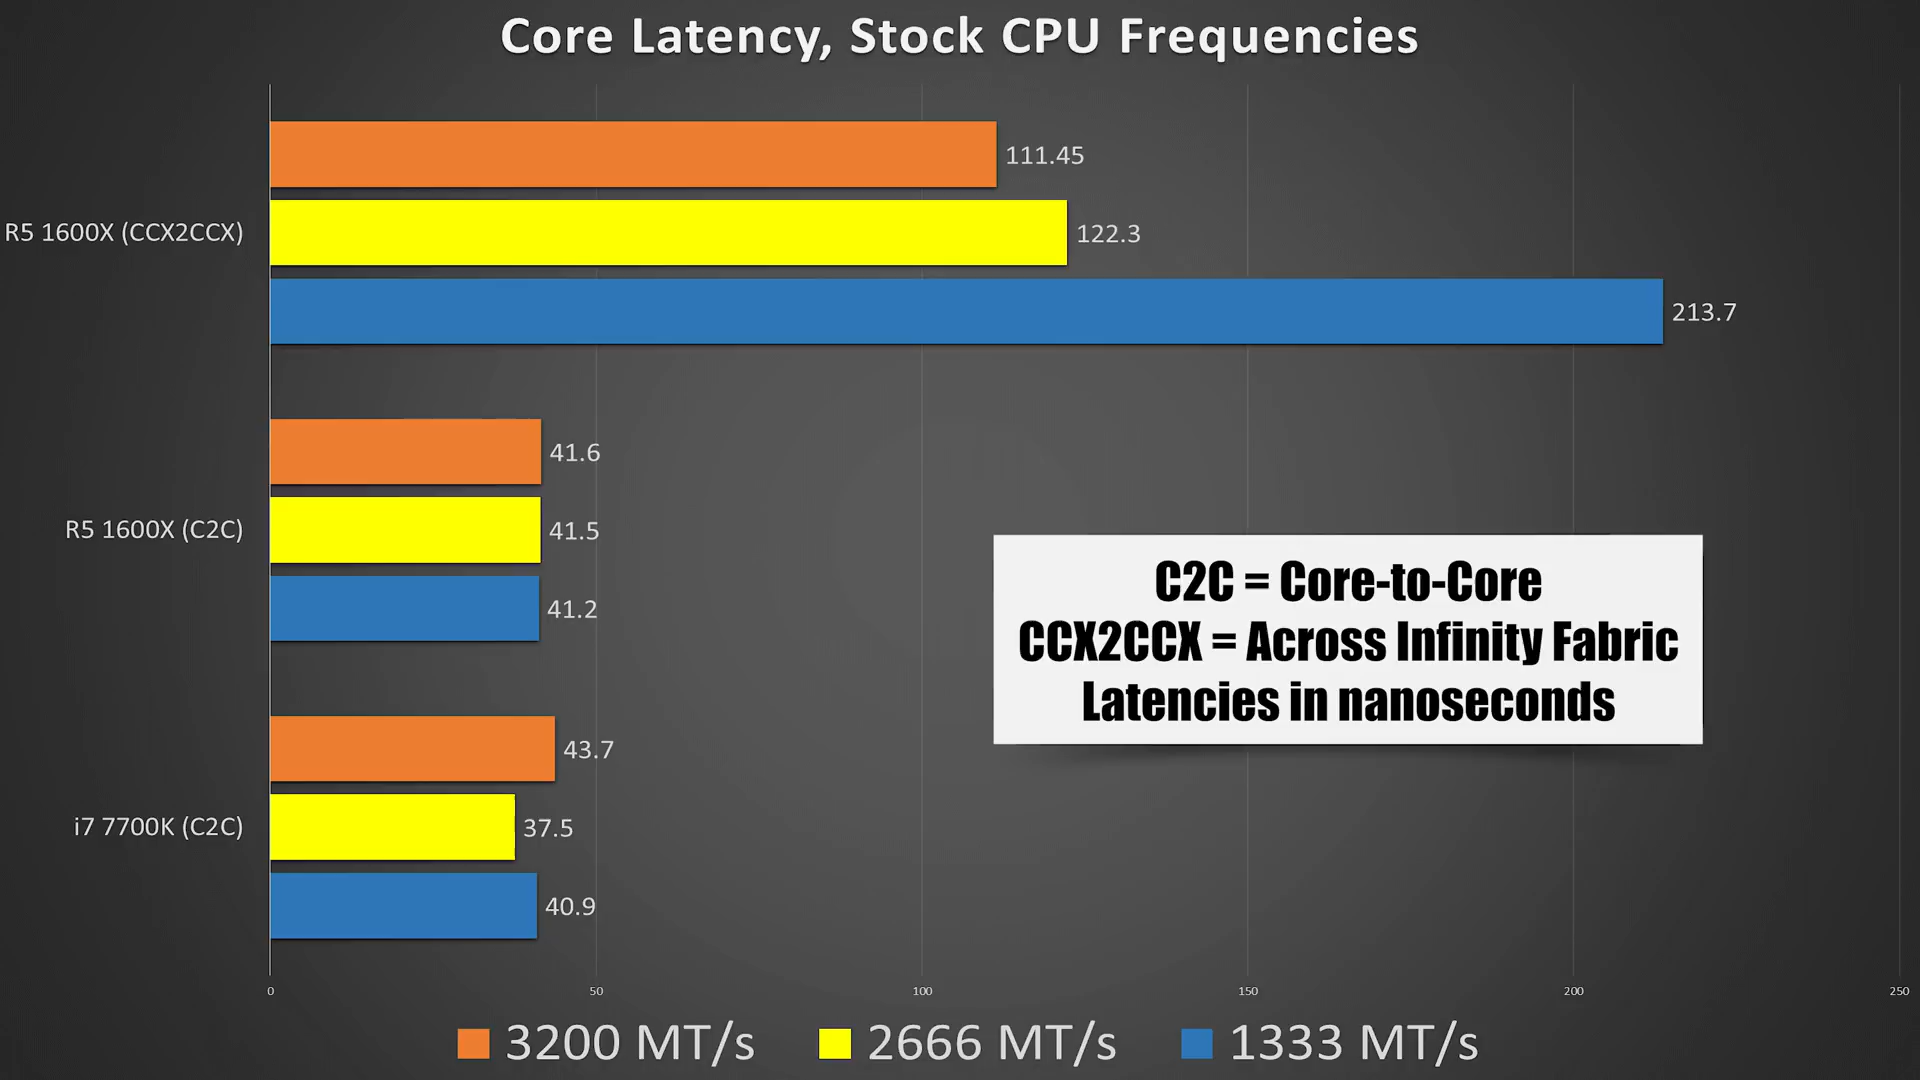 Core Latency, Stock CPU Frequencies
111.45
R5 1600X (CCX2CCX)
122.3
213.7
41.6
R5 1600X (C2C)
41.5
41.2
C2C = Core-to-Core
CCX2CCX = Across Infinity Fabric
Latencies in nanoseconds
43.7
i7 7700K (C2C)
37.5
40.9
0 50 100 150 200 250
3200 MT/s 2666 MT/s 1333 MT/s